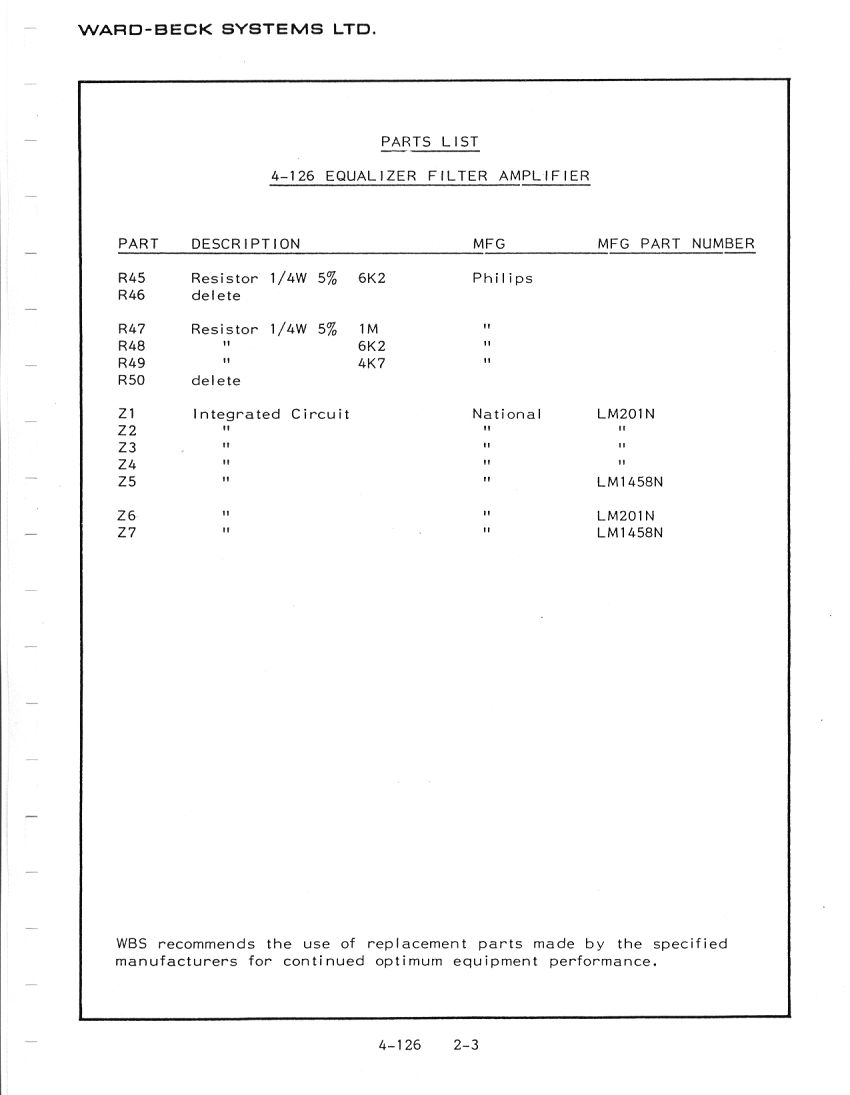 WARD-BECK SYSTEMS LTD.
PARTS LIST
4-126 EQUALIZER FILTER AMPLIFIER
PART DESCRIPTION MFG MFG PART NUMBER
R45 Resistor 1/4W 5% 6K2 Philips
R46 delete
R47 Resistor 1/4W 5% 1M "
R48 " 6K2 "
R49 " 4K7 "
R50 delete
Z1 Integrated Circuit National LM201N
Z2 " " "
Z3 " " "
Z4 " " "
Z5 " " LM1458N
Z6 " " LM201N
Z7 " " LM1458N
WBS recommends the use of replacement parts made by the specified
manufacturers for continued optimum equipment performance.
4-126 2-3